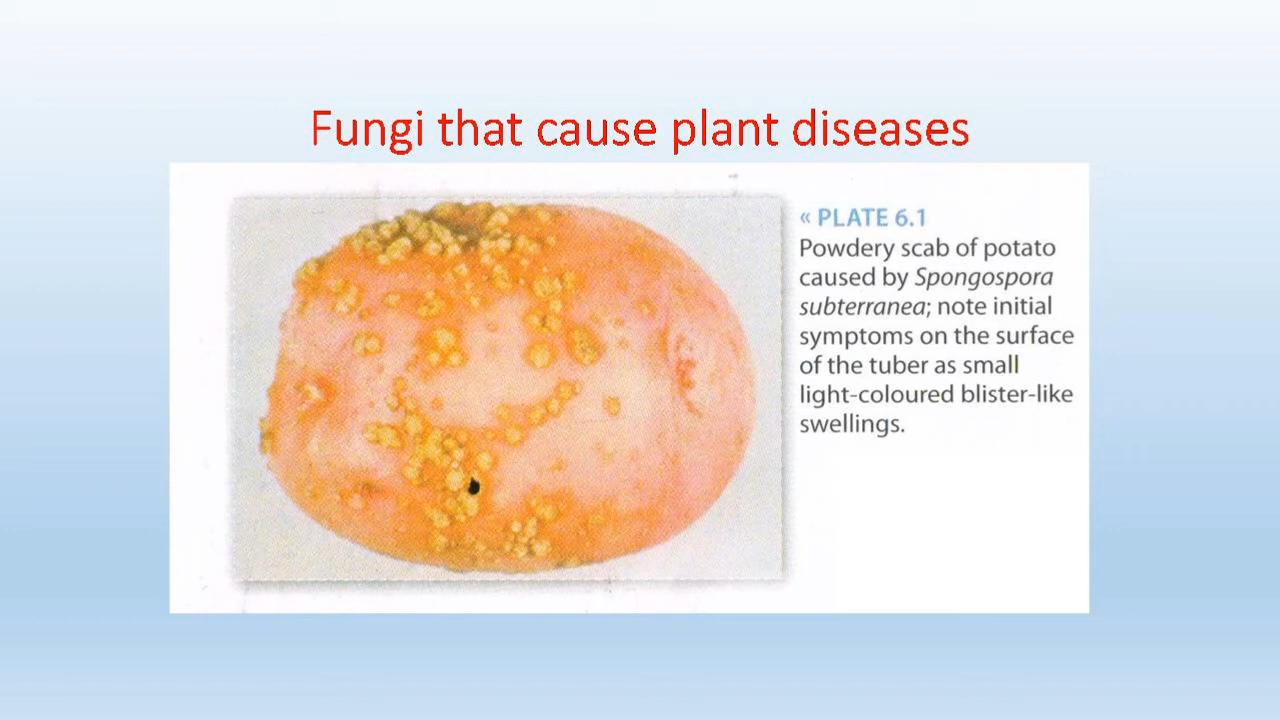 Fungi that cause plant diseases
« PLATE 6.1
Powdery scab of potato
caused by Spongospora
subterranea; note initial
symptoms on the surface
of the tuber as small
light-coloured blister-like
swellings.